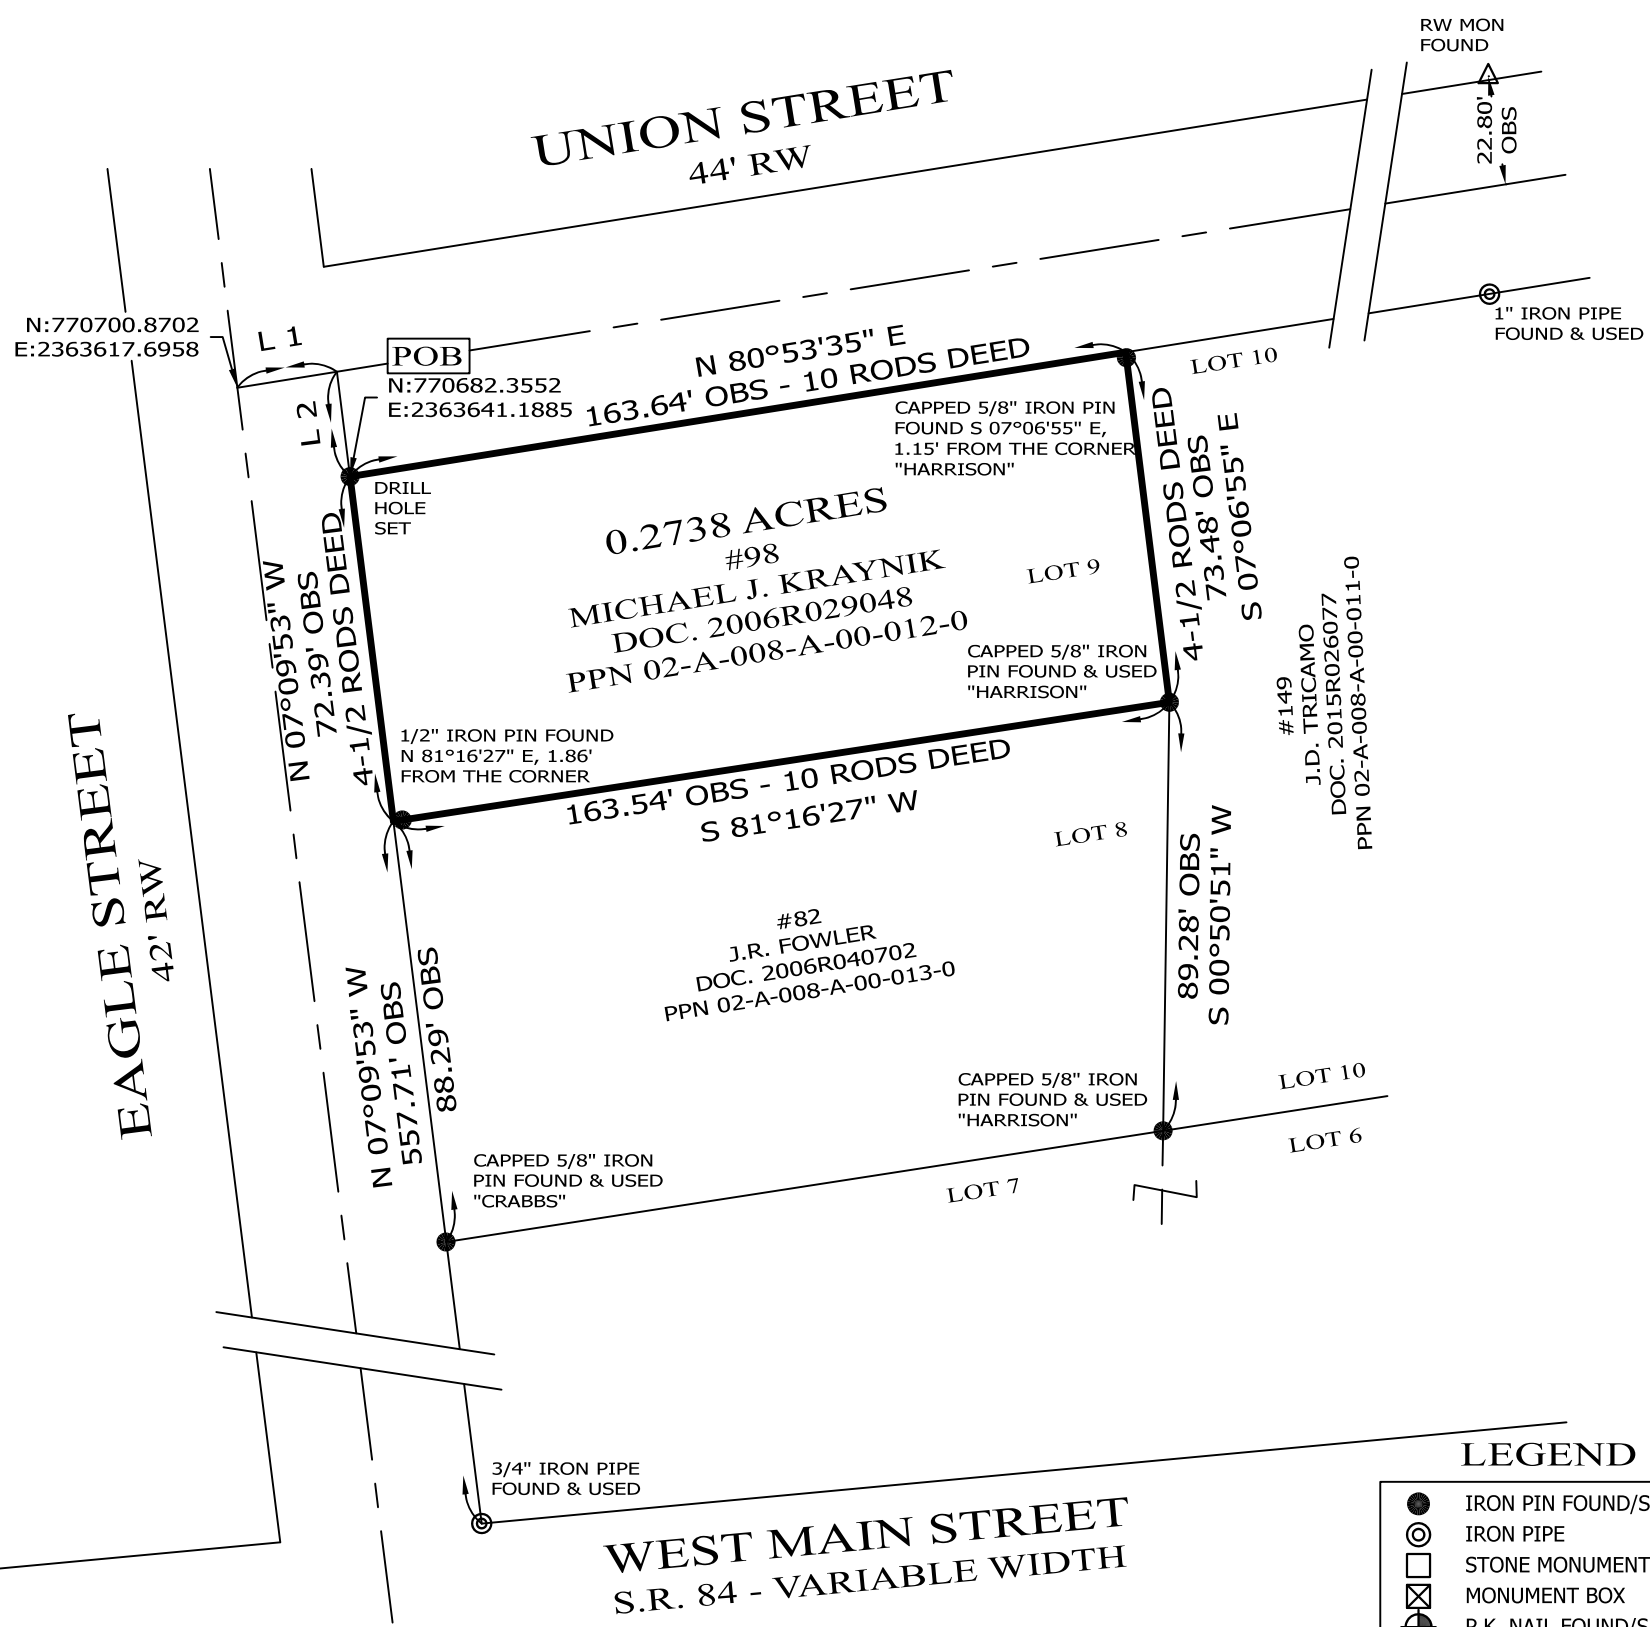 RW MON
FOUND
22.80'
OBS
UNION STREET
44' RW
N:770700.8702
E:2363617.6958
L 1
POB
N:770682.3552
E:2363641.1885
L 2
N 80°53'35" E
163.64' OBS - 10 RODS DEED
1" IRON PIPE
FOUND & USED
LOT 10
CAPPED 5/8" IRON PIN
FOUND S 07°06'55" E,
1.15' FROM THE CORNER
"HARRISON"
4-1/2 RODS DEED
73.48' OBS
S 07°06'55" E
DRILL
HOLE
SET
0.2738 ACRES
#98
MICHAEL J. KRAYNIK
DOC. 2006R029048
PPN 02-A-008-A-00-012-0
LOT 9
N 07°09'53" W
72.39' OBS
4-1/2 RODS DEED
CAPPED 5/8" IRON
PIN FOUND & USED
"HARRISON"
#149
J.D. TRICAMO
DOC. 2015R026077
PPN 02-A-008-A-00-011-0
1/2" IRON PIN FOUND
N 81°16'27" E, 1.86'
FROM THE CORNER
163.54' OBS - 10 RODS DEED
S 81°16'27" W
LOT 8
EAGLE STREET
42' RW
#82
J.R. FOWLER
DOC. 2006R040702
PPN 02-A-008-A-00-013-0
89.28' OBS
S 00°50'51" W
N 07°09'53" W
557.71' OBS
88.29' OBS
CAPPED 5/8" IRON
PIN FOUND & USED
"HARRISON"
LOT 10
LOT 6
CAPPED 5/8" IRON
PIN FOUND & USED
"CRABBS"
LOT 7
3/4" IRON PIPE
FOUND & USED
WEST MAIN STREET
S.R. 84 - VARIABLE WIDTH
LEGEND
IRON PIN FOUND/S
IRON PIPE
STONE MONUMENT
MONUMENT BOX
P.K. NAIL FOUND/S